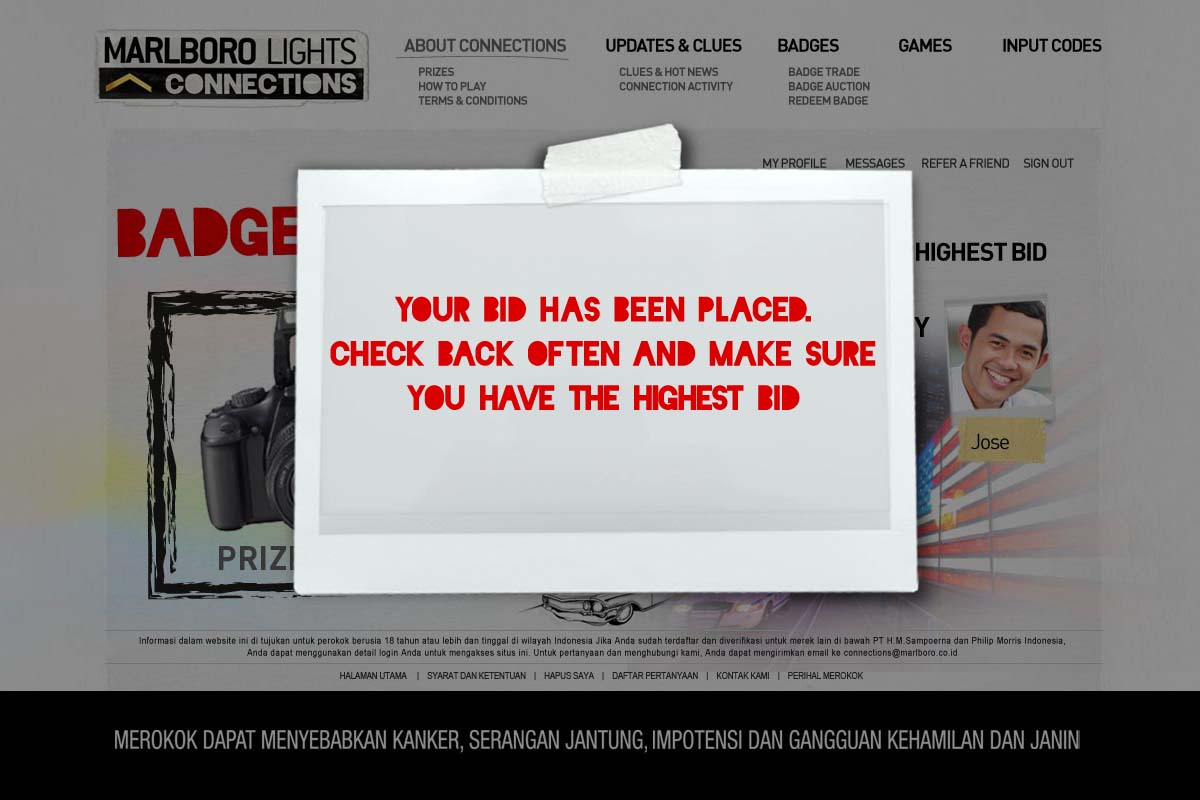 MARLBORO LIGHTS
CONNECTIONS
ABOUT CONNECTIONS
PRIZES
HOW TO PLAY
TERMS & CONDITIONS
UPDATES & CLUES
CLUES & HOT NEWS
CONNECTION ACTIVITY
BADGES
BADGE TRADE
BADGE AUCTION
REDEEM BADGE
GAMES
INPUT CODES
MY PROFILE MESSAGES REFER A FRIEND SIGN OUT
BADGE
HIGHEST BID
Y
YOUR BID HAS BEEN PLACED.
CHECK BACK OFTEN AND MAKE SURE
YOU HAVE THE HIGHEST BID
Jose
PRIZ
Informasi dalam website ini di tujukan untuk perokok berusia 18 tahun atau lebih dan tinggal di wilayah Indonesia Jika Anda sudah terdaftar dan diverifikasi untuk merek lain di bawah PT H.M.Sampoerna dan Philip Morris Indonesia,
Anda dapat menggunakan detail login Anda untuk mengakses situs ini. Untuk pertanyaan dan menghubungi kami, Anda dapat mengirimkan email ke connections@marlboro.co.id
HALAMAN UTAMA | SYARAT DAN KETENTUAN | HAPUS SAYA | DAFTAR PERTANYAAN | KONTAK KAMI | PERIHAL MEROKOK
MEROKOK DAPAT MENYEBABKAN KANKER, SERANGAN JANTUNG, IMPOTENSI DAN GANGGUAN KEHAMILAN DAN JANIN